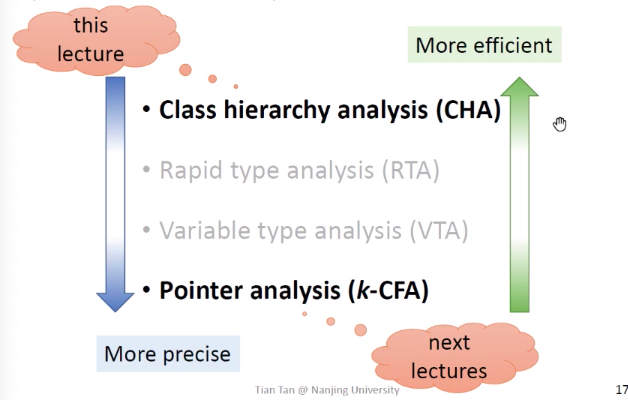 this
lecture
More efficient
• Class hierarchy analysis (CHA)
• Rapid type analysis (RTA)
• Variable type analysis (VTA)
• Pointer analysis (k-CFA)
More precise
next
lectures
Tian Tan @ Nanjing University
17